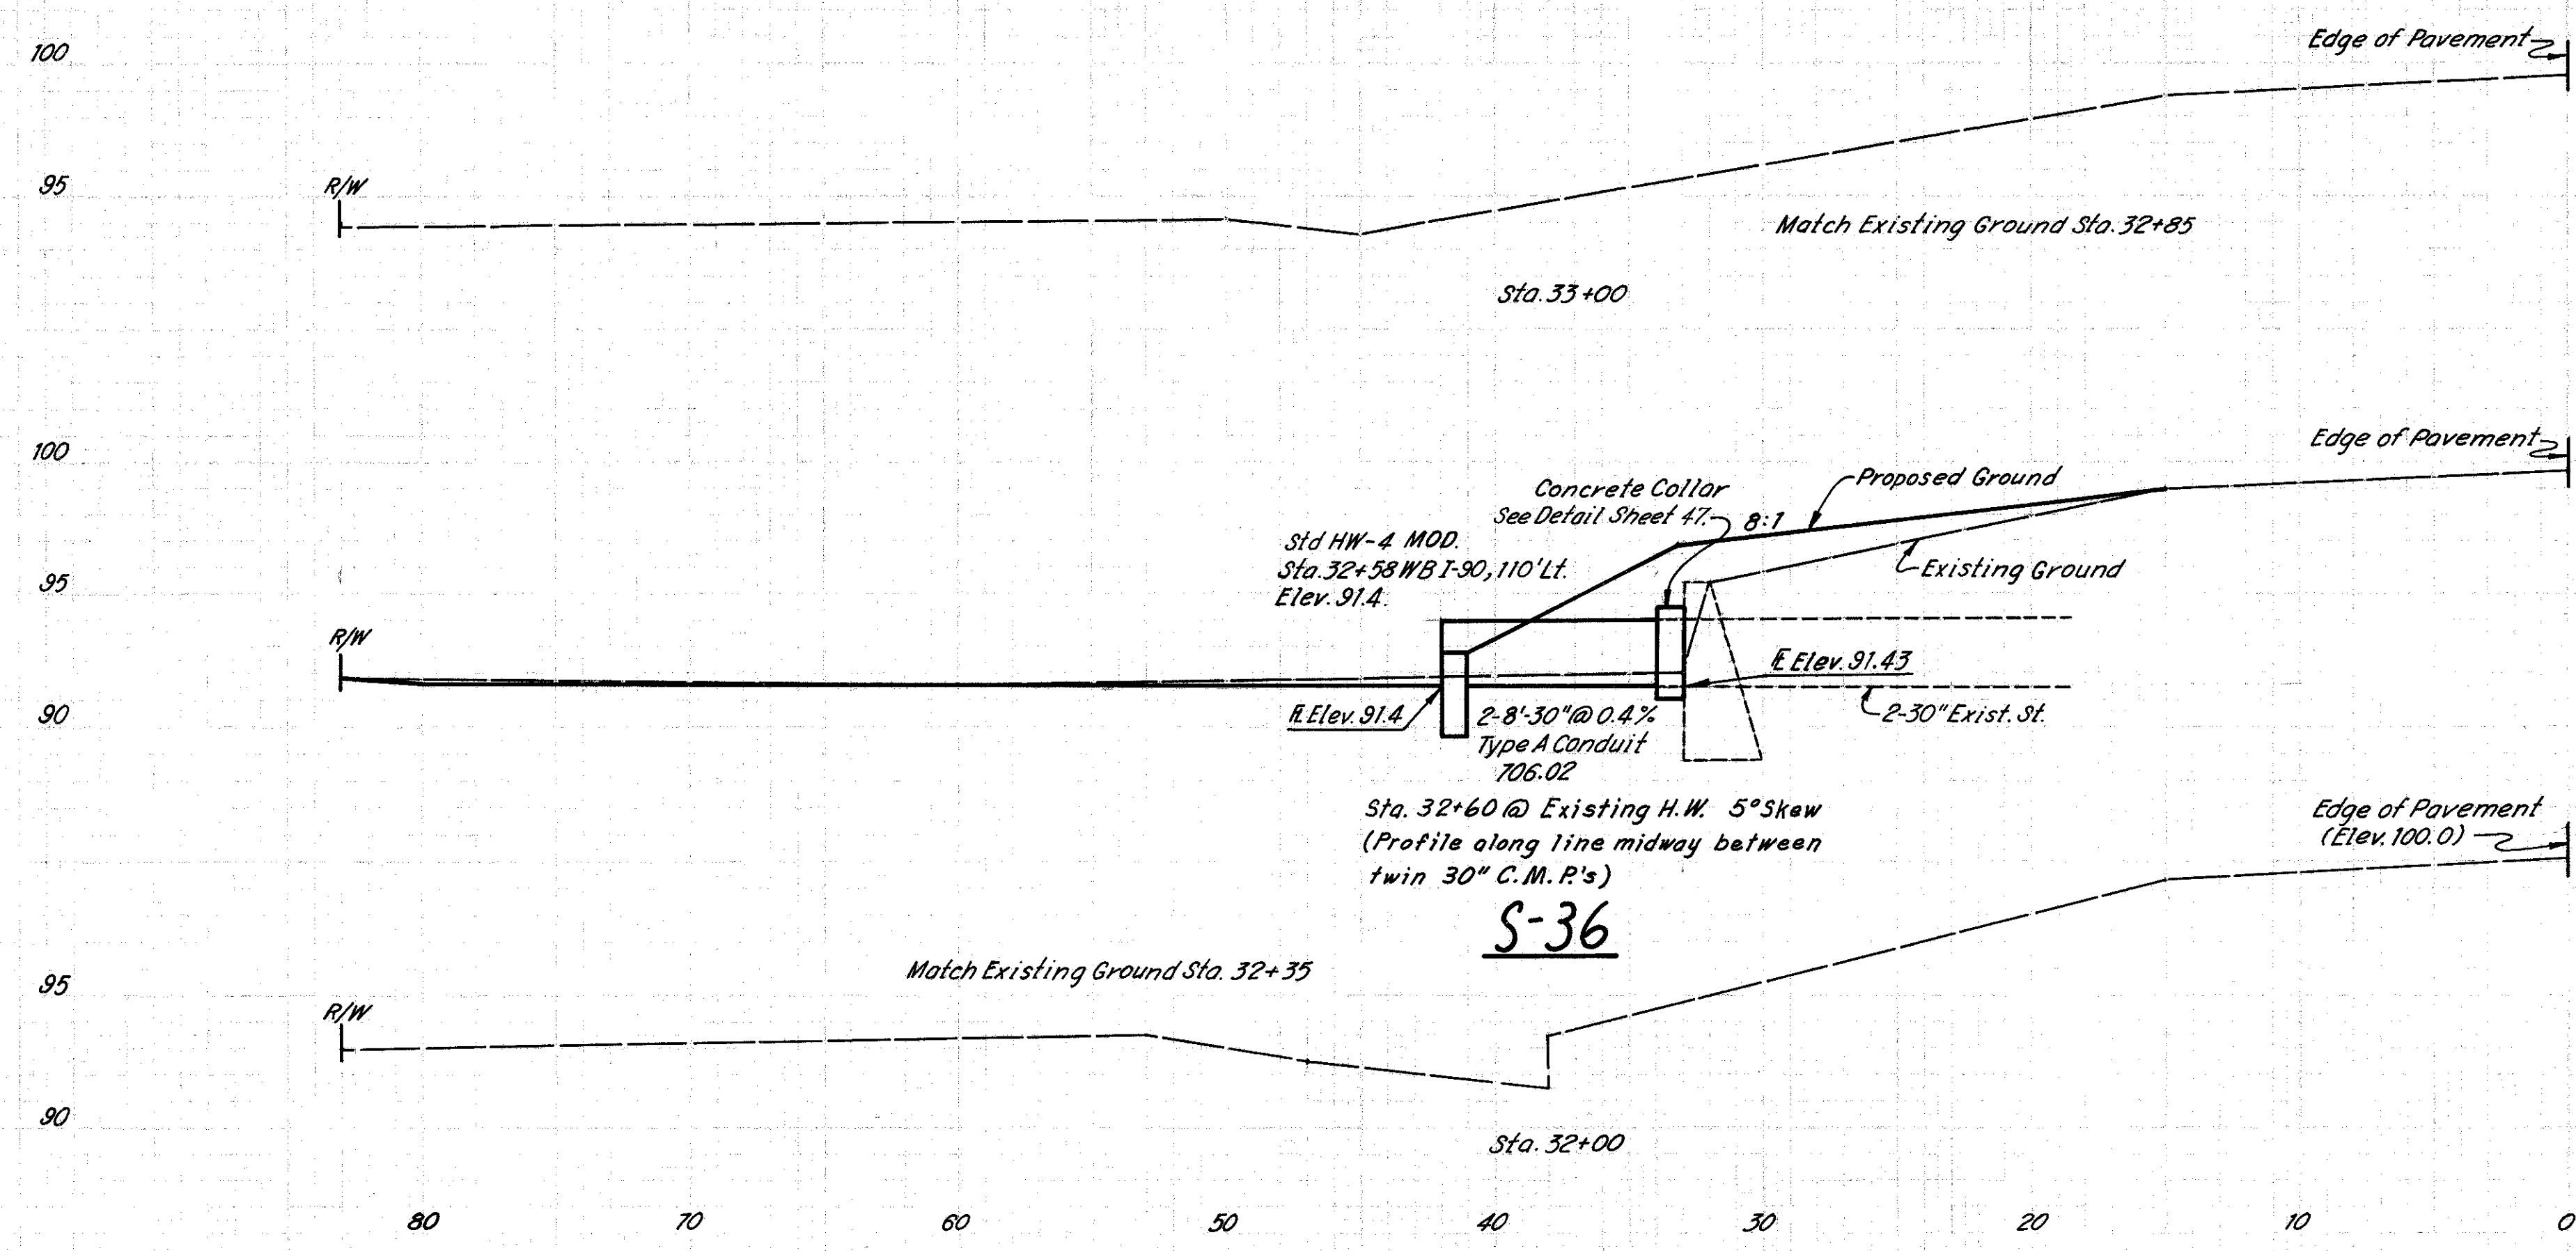 100
Edge of Pavement
95
R/W
Match Existing Ground Sta. 32+85
Sta. 33+00
100
Edge of Pavement
Concrete Collar
See Detail Sheet 47.
8:1
Proposed Ground
Std HW-4 MOD.
Sta. 32+58 WB I-90, 110' Lt.
Elev. 91.4.
95
Existing Ground
R/W
Elev. 91.43
90
Elev. 91.4
2-8'-30" @ 0.4%
Type A Conduit
706.02
2-30" Exist. St.
Sta. 32+60 @ Existing H.W. 5° Skew
(Profile along line midway between
twin 30" C.M.P.'s)
S-36
Edge of Pavement
(Elev. 100.0)
Match Existing Ground Sta. 32+35
95
R/W
90
Sta. 32+00
80 70 60 50 40 30 20 10 0